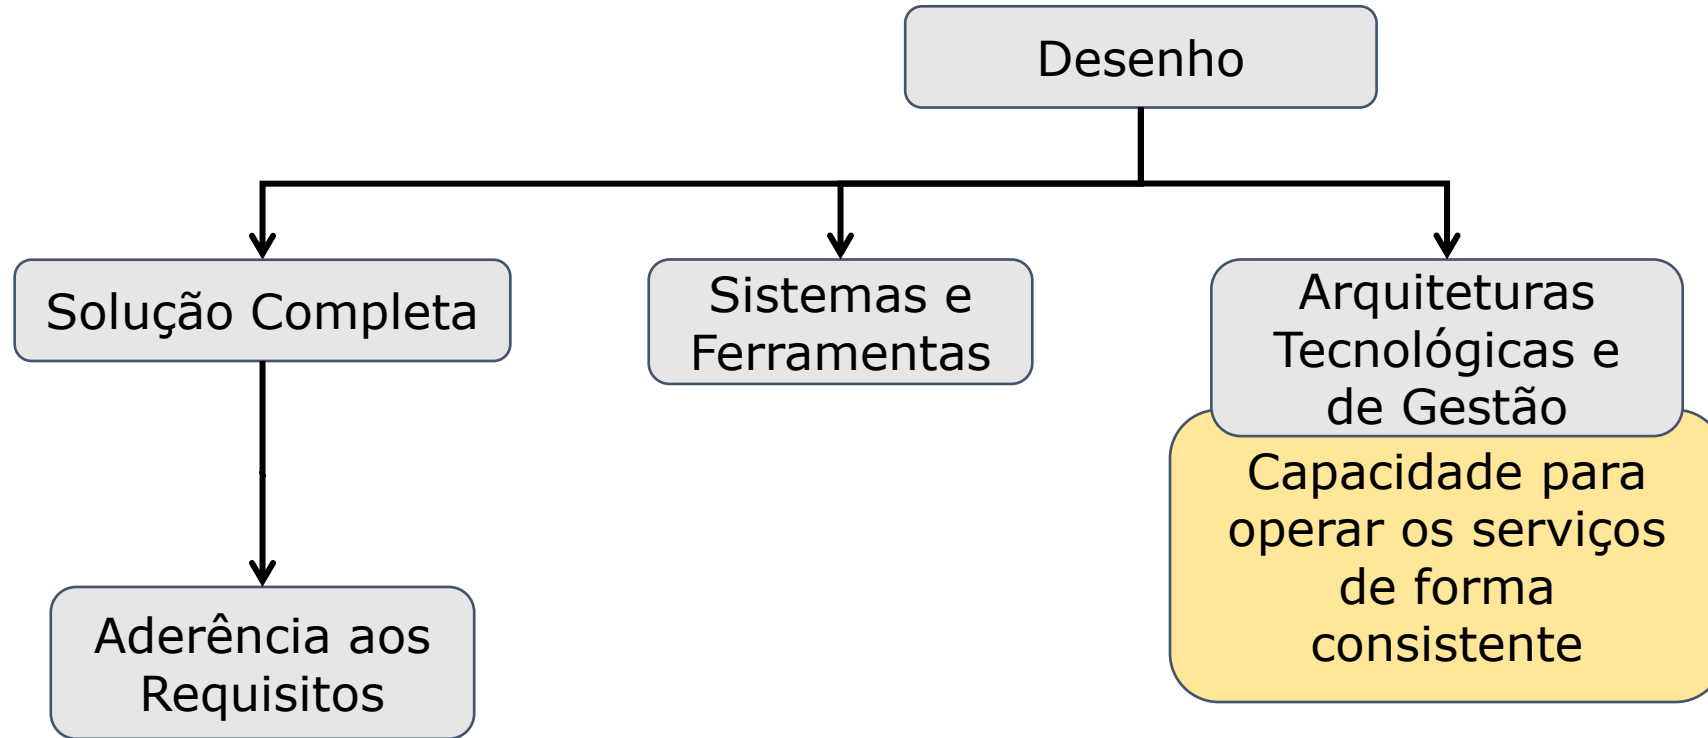 Desenho
Solução Completa
Sistemas e
Ferramentas
Arquiteturas
Tecnológicas e
de Gestão
Capacidade para
operar os serviços
de forma
consistente
Aderência aos
Requisitos